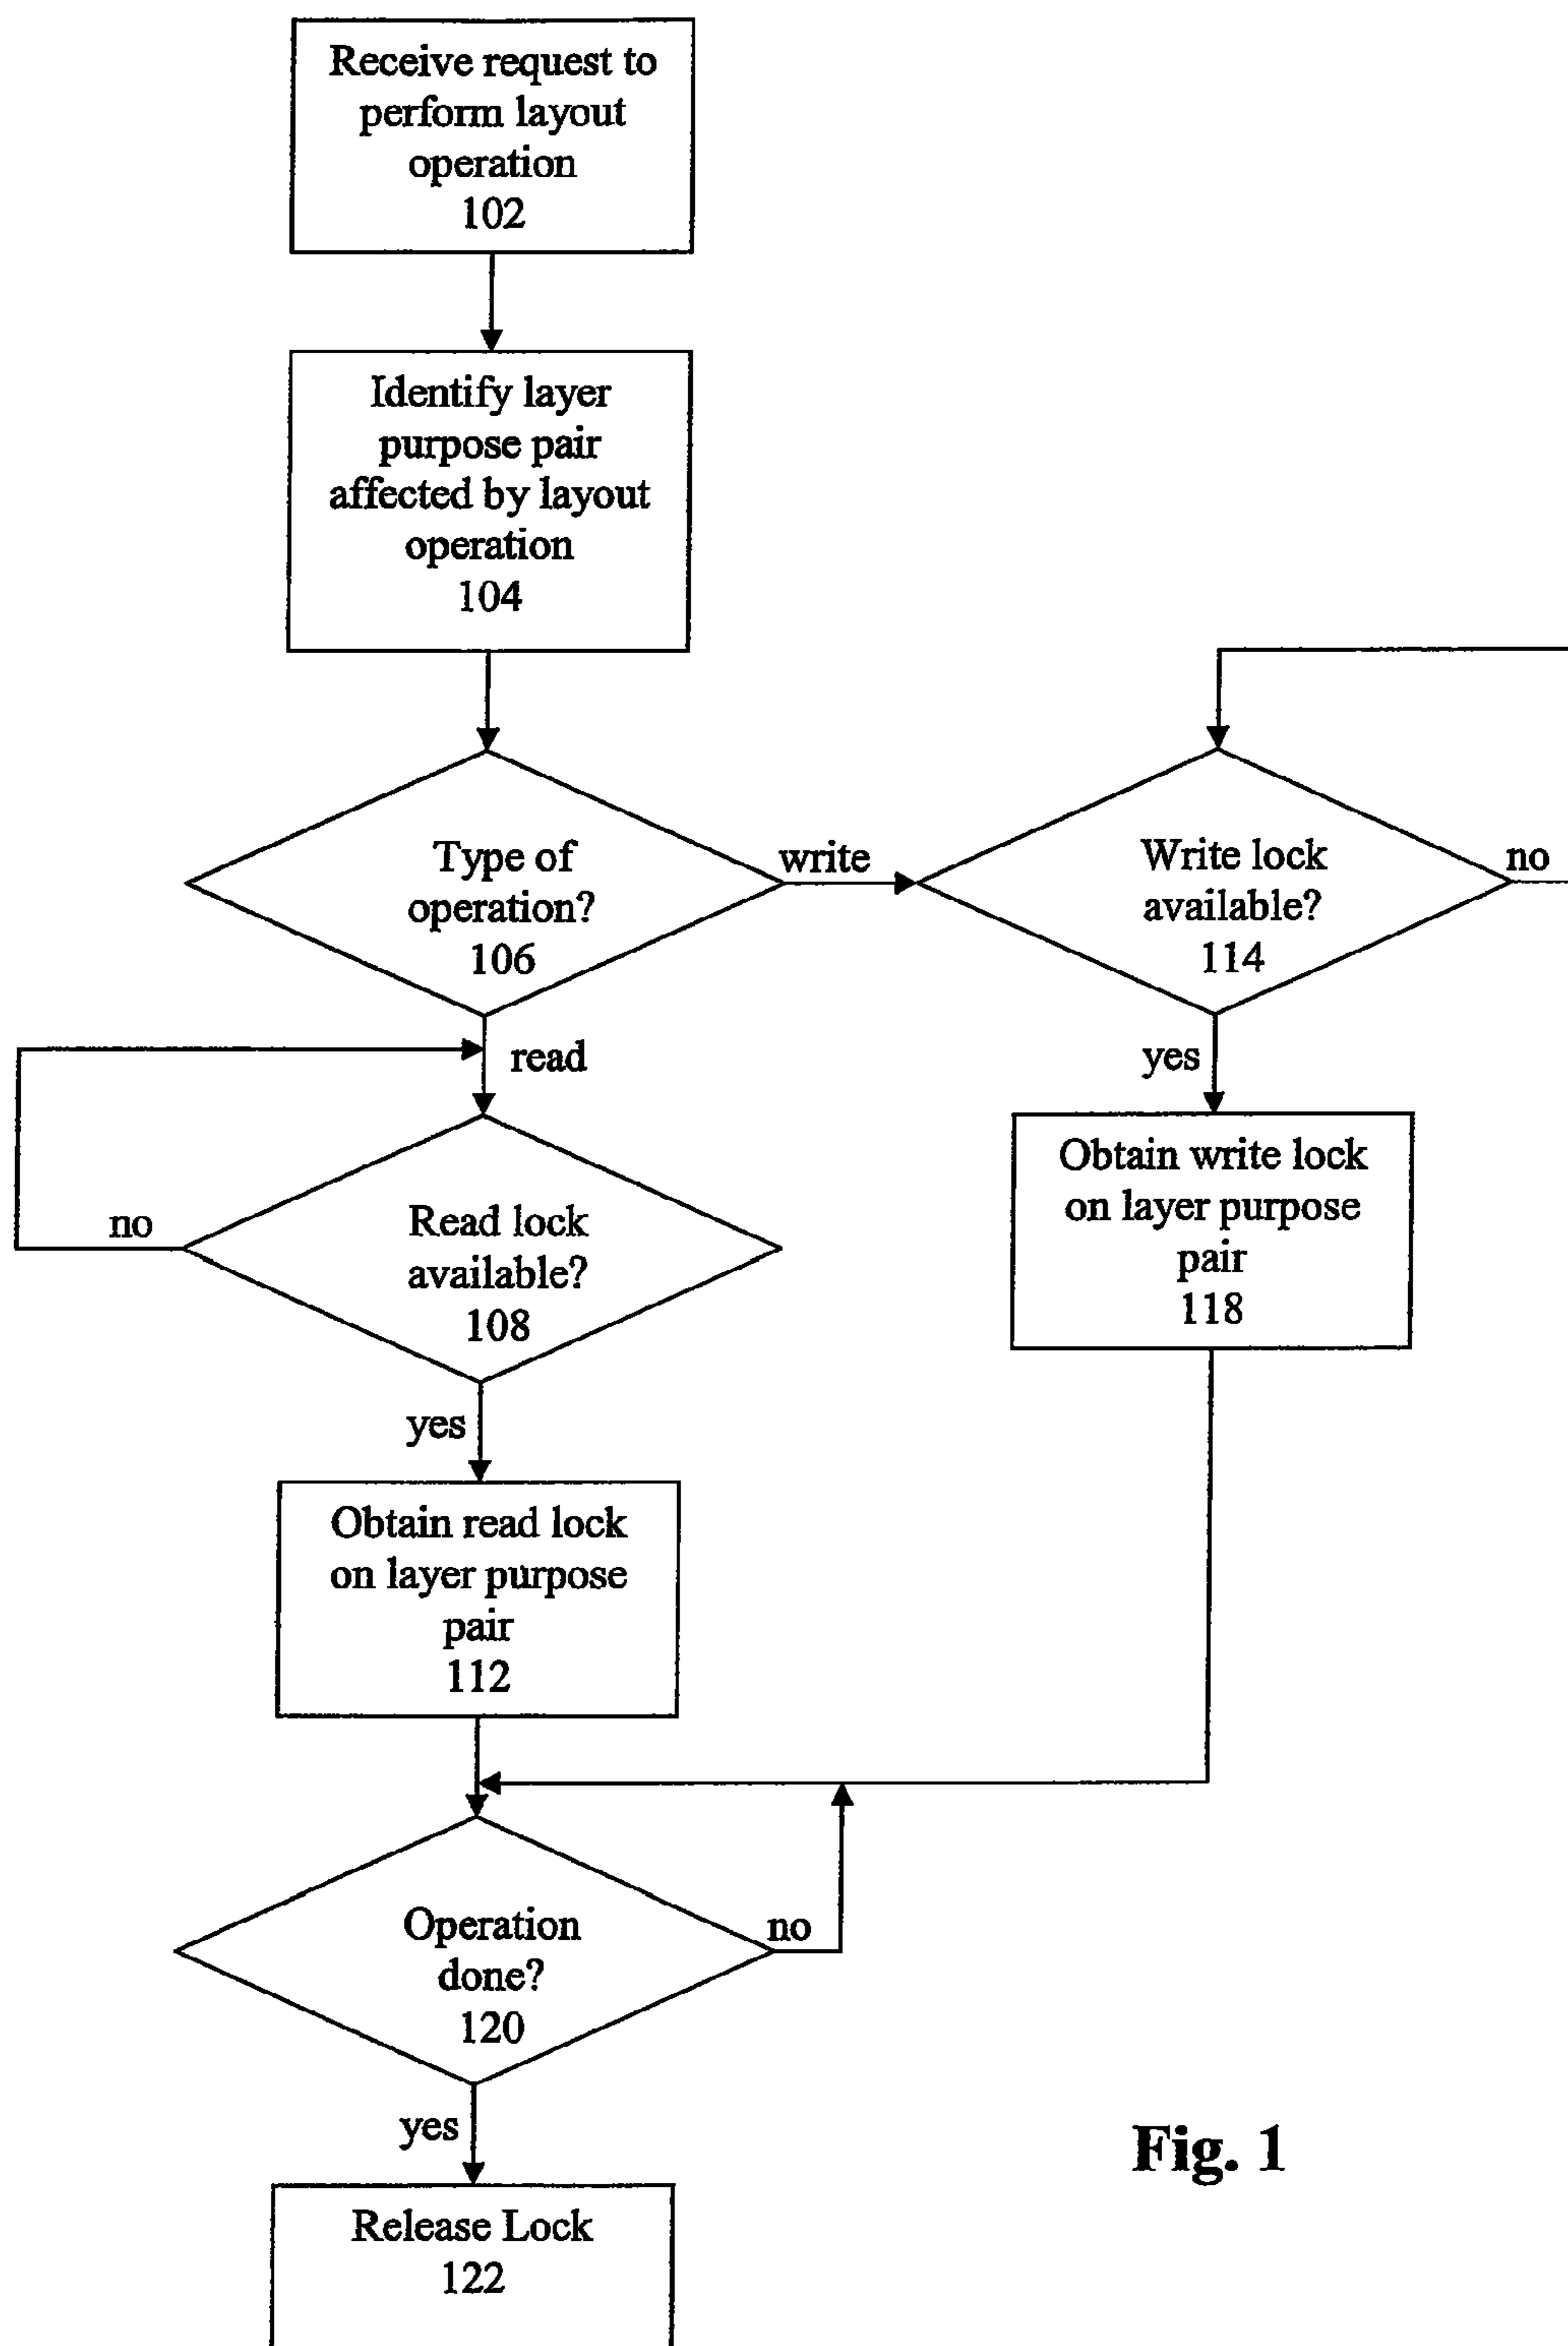 Receive request to
perform layout
operation
102
Identify layer
purpose pair
affected by layout
operation
104
Type of
operation?
106
write
Write lock
available?
114
no
read
yes
Read lock
available?
108
no
Obtain write lock
on layer purpose
pair
118
yes
Obtain read lock
on layer purpose
pair
112
Operation
done?
120
no
yes
Release Lock
122
Fig. 1